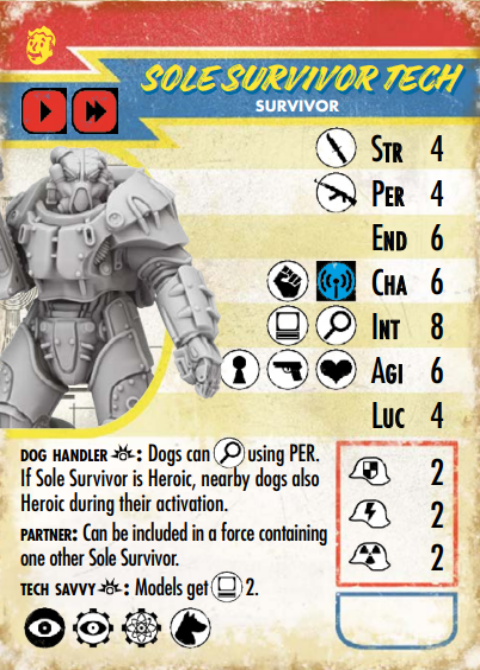 SOLE SURVIVOR TECH
SURVIVOR
STR 4
PER 4
END 6
CHA 6
INT 8
AGI 6
LUC 4
DOG HANDLER: Dogs can using PER.
If Sole Survivor is Heroic, nearby dogs also
Heroic during their activation.
PARTNER: Can be included in a force containing
one other Sole Survivor.
TECH SAVVY: Models get 2.
2
2
2